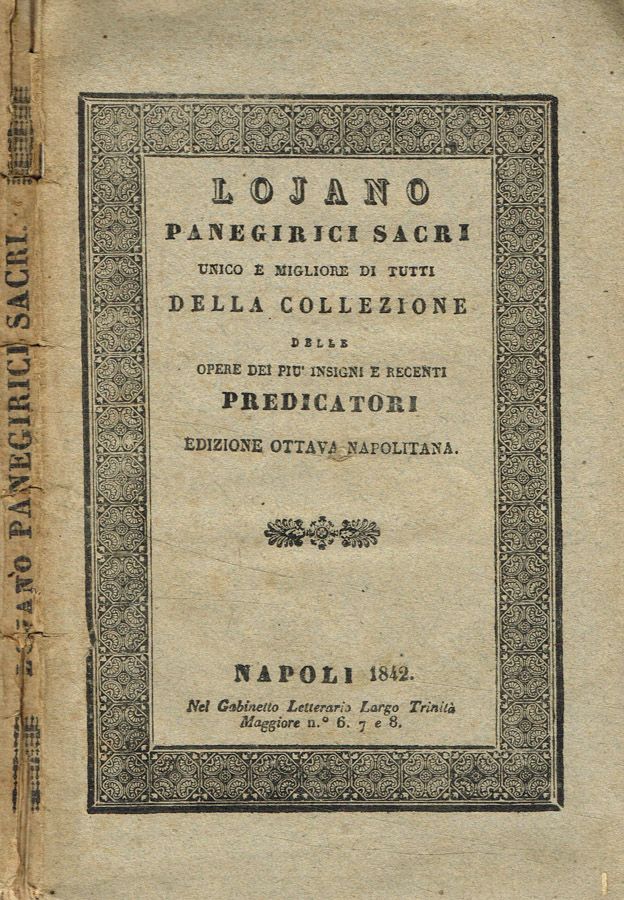 LOJANO
PANEGIRICI SACRI
UNICO E MIGLIORE DI TUTTI
DELLA COLLEZIONE
DELLE
OPERE DEI PIU' INSIGNI E RECENTI
PREDICATORI
EDIZIONE OTTAVA NAPOLITANA.
NAPOLI 1842.
Nel Gabinetto Letterario Largo Trinità
Maggiore n.° 6. 7 e 8.
LOJANO PANEGIRICI SACRI.